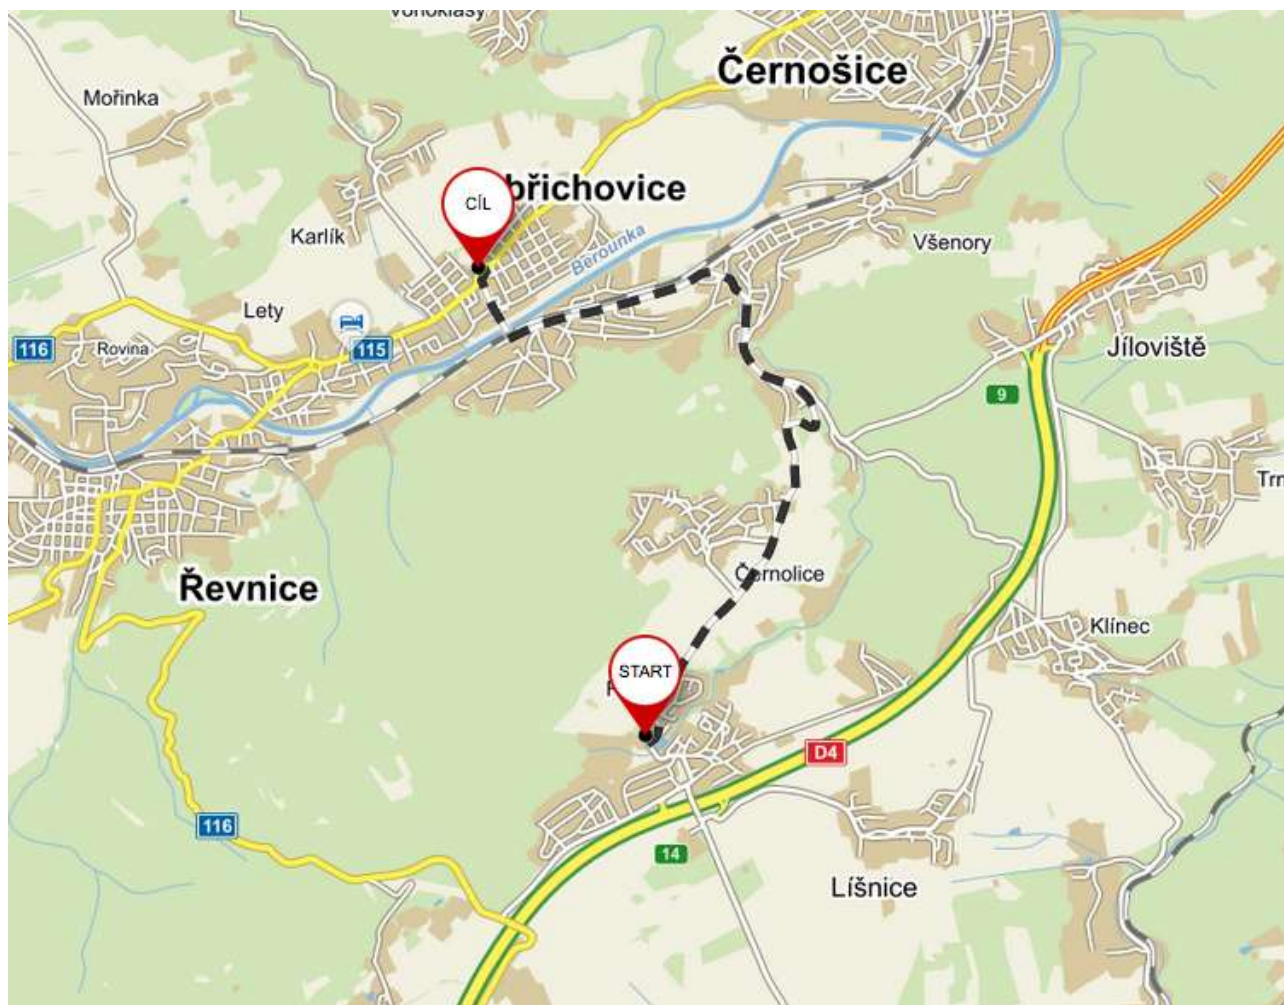 Vonoklasy
Černošice
Mořinka
břichovice
CÍL
Karlík
Berounka
Všenory
Lety
116
Rovina
115
Jíloviště
9
Trn
Černolice
Řevnice
Klínec
START
D4
116
14
Líšnice